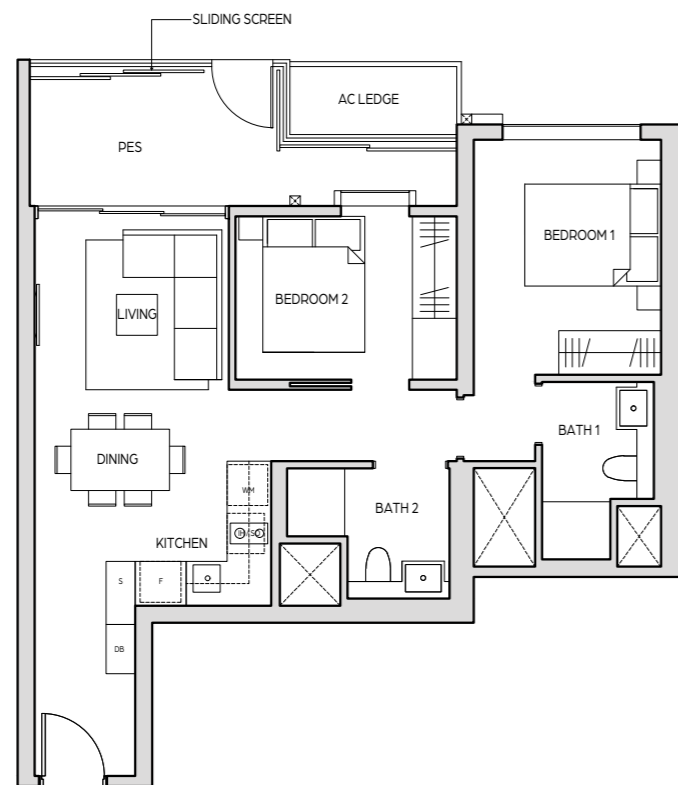 SLIDING SCREEN
AC LEDGE
PES
BEDROOM 1
BEDROOM 2
LIVING
BATH 1
DINING
WM
BATH 2
KITCHEN
S
F
DB